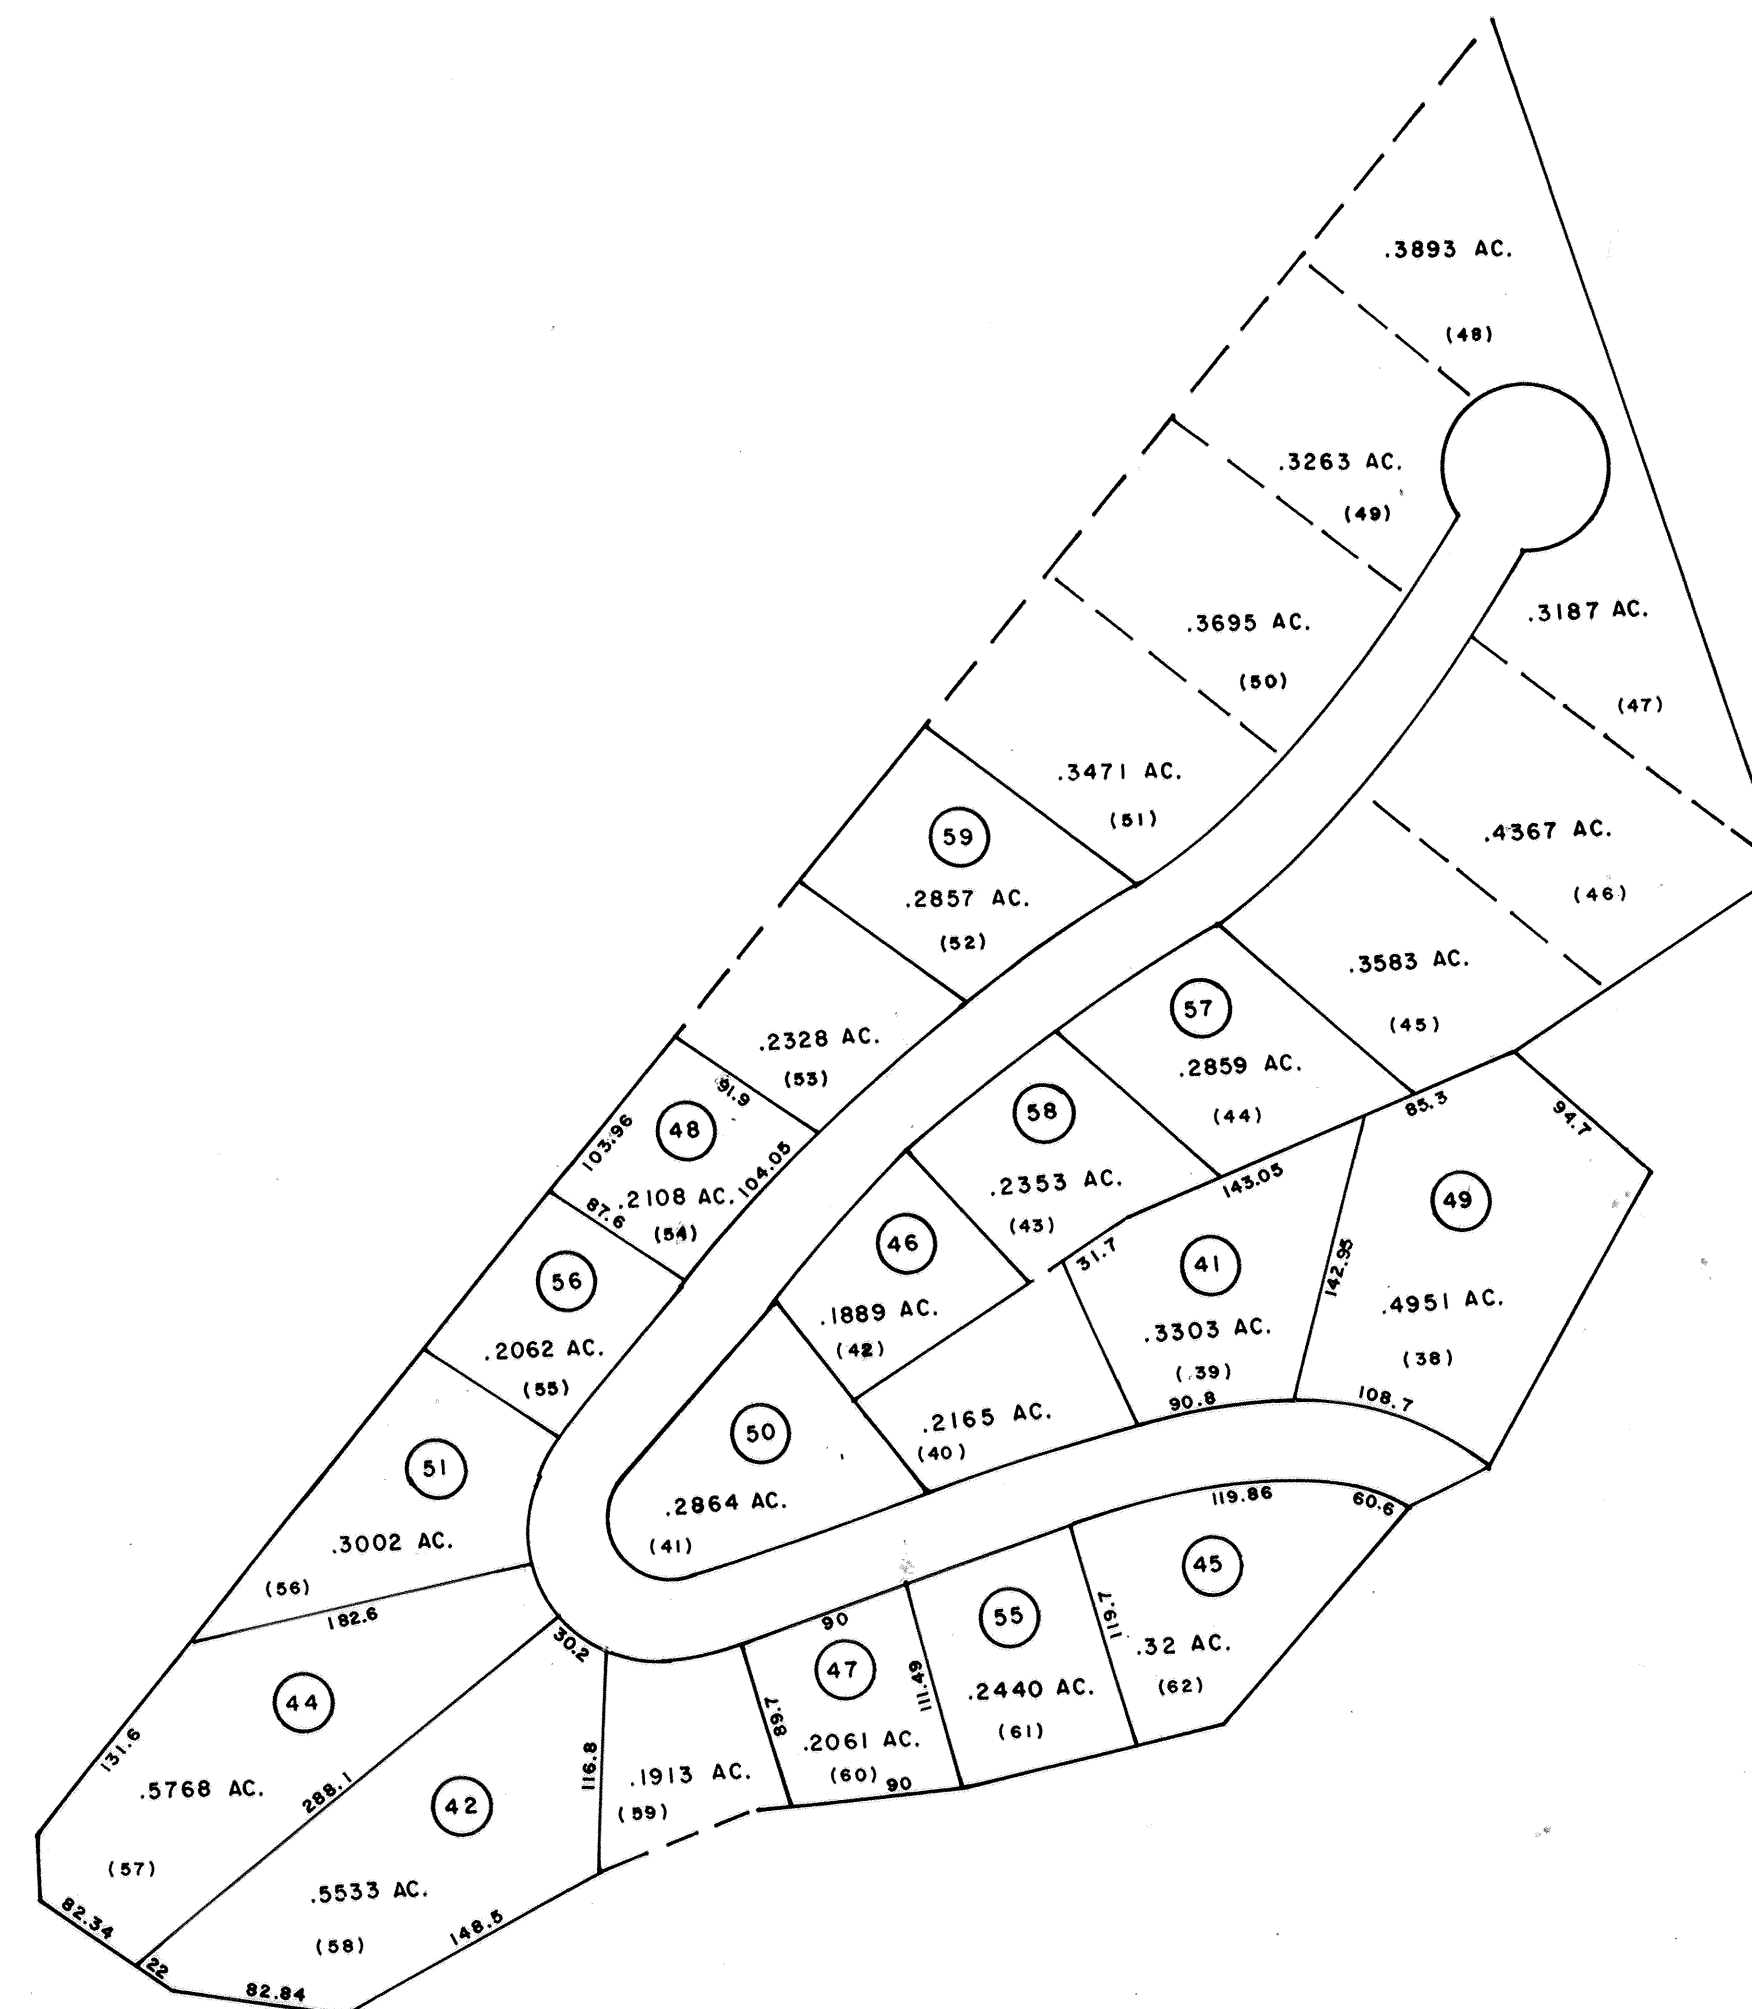 .3893 AC.
(48)
.3263 AC.
(49)
.3695 AC.
(50)
.3187 AC.
(47)
.3471 AC.
(51)
.4367 AC.
(46)
59
.2857 AC.
(52)
.3583 AC.
(45)
57
.2859 AC.
(44)
.2328 AC.
(53)
91.9
103.96
48
104.05
.2108 AC.
87.6
(54)
58
.2353 AC.
(43)
85.3
94.7
143.05
49
.4951 AC.
(38)
142.95
108.7
46
.1889 AC.
(42)
31.7
41
.3303 AC.
(39)
90.8
56
.2062 AC.
(55)
.2165 AC.
(40)
50
.2864 AC.
(41)
51
.3002 AC.
(56)
182.6
119.86
60.6
45
119.7
.32 AC.
(62)
55
.2440 AC.
(61)
111.49
90
47
.2061 AC.
(60)
90
89.7
30.2
.1913 AC.
(59)
116.8
44
131.6
.5768 AC.
(57)
288.1
42
.5533 AC.
(58)
148.5
82.34
22
82.84